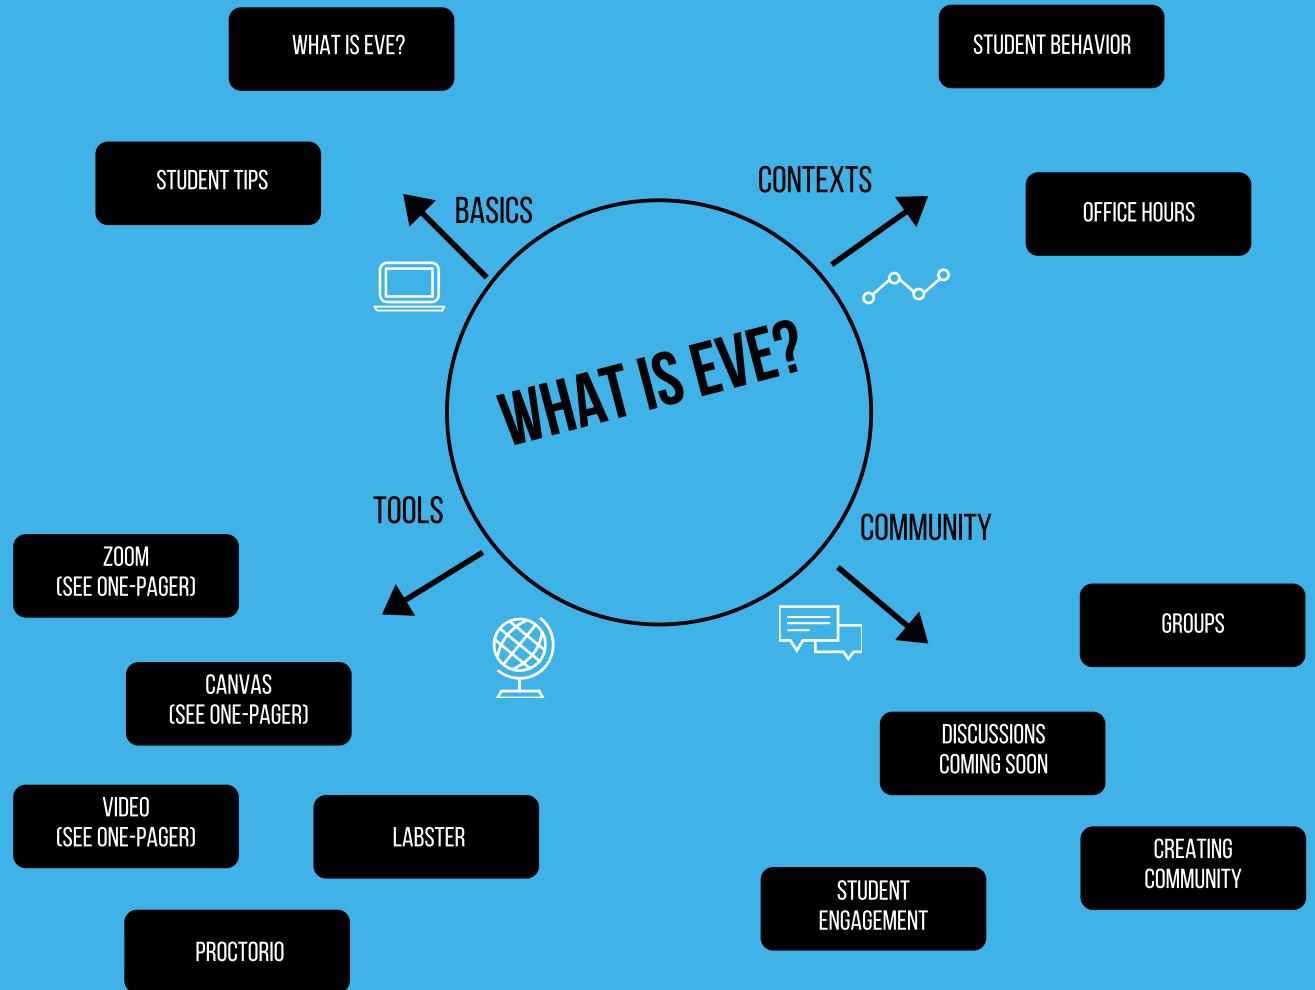 WHAT IS EVE?
STUDENT BEHAVIOR
STUDENT TIPS
CONTEXTS
BASICS
OFFICE HOURS
WHAT IS EVE?
TOOLS
COMMUNITY
ZOOM
(SEE ONE-PAGER)
GROUPS
CANVAS
(SEE ONE-PAGER)
DISCUSSIONS
COMING SOON
VIDEO
(SEE ONE-PAGER)
LABSTER
CREATING
COMMUNITY
STUDENT
ENGAGEMENT
PROCTORIO